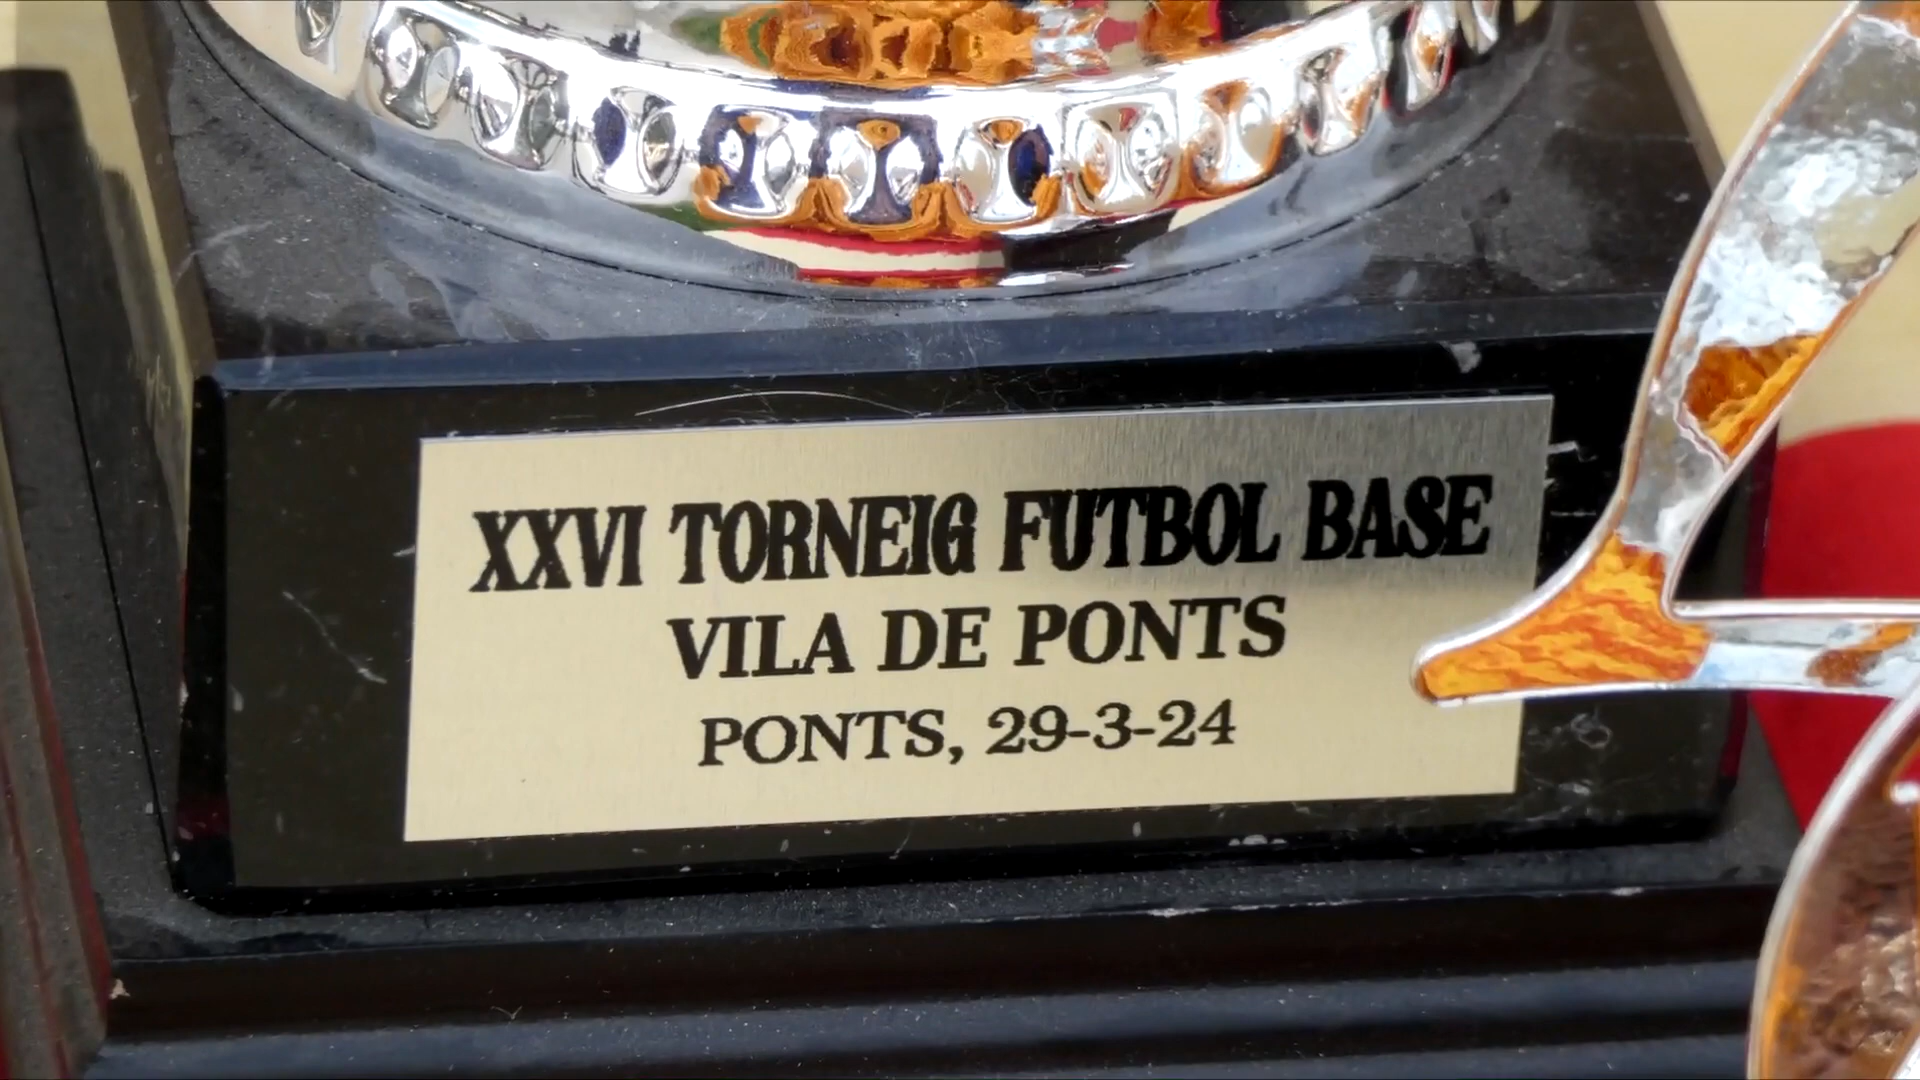 XXVI TORNEIG FUTBOL BASE
VILA DE PONTS
PONTS, 29-3-24